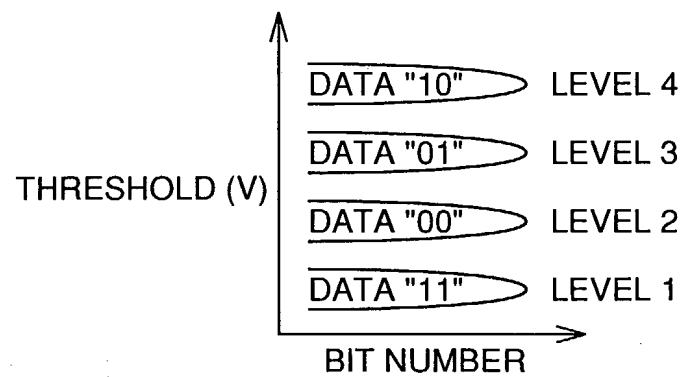 DATA "10" LEVEL 4
DATA "01" LEVEL 3
THRESHOLD (V)
DATA "00" LEVEL 2
DATA "11" LEVEL 1
BIT NUMBER